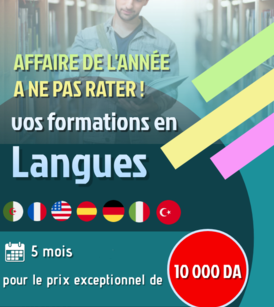 AFFAIRE DE L'ANNÉE
A NE PAS RATER !
vos formations en
Langues
5 mois
pour le prix exceptionnel de
10 000 DA